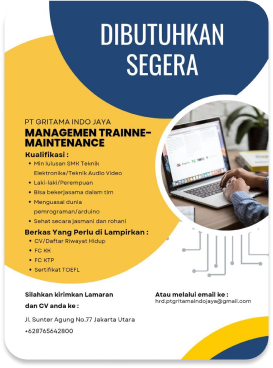 DIBUTUHKAN
SEGERA
PT GRITAMA INDO JAYA
MANAGEMEN TRAINNE-
MAINTENANCE
Kualifikasi :
• Min lulusan SMK Teknik
Elektronika/Teknik Audio Video
• Laki-laki/Perempuan
• Bisa bekerjasama dalam tim
• Menguasai dunia
pemrograman/arduino
• Sehat secara jasmani dan rohani
Berkas Yang Perlu di Lampirkan :
• CV/Daftar Riwayat Hidup
• FC KK
• FC KTP
• Sertifikat TOEFL
Silahkan kirimkan Lamaran
dan CV anda ke :
Jl. Sunter Agung No.77 Jakarta Utara
+628765642800
Atau melalui email ke :
hrd.ptgritamaindojaya@gmail.com